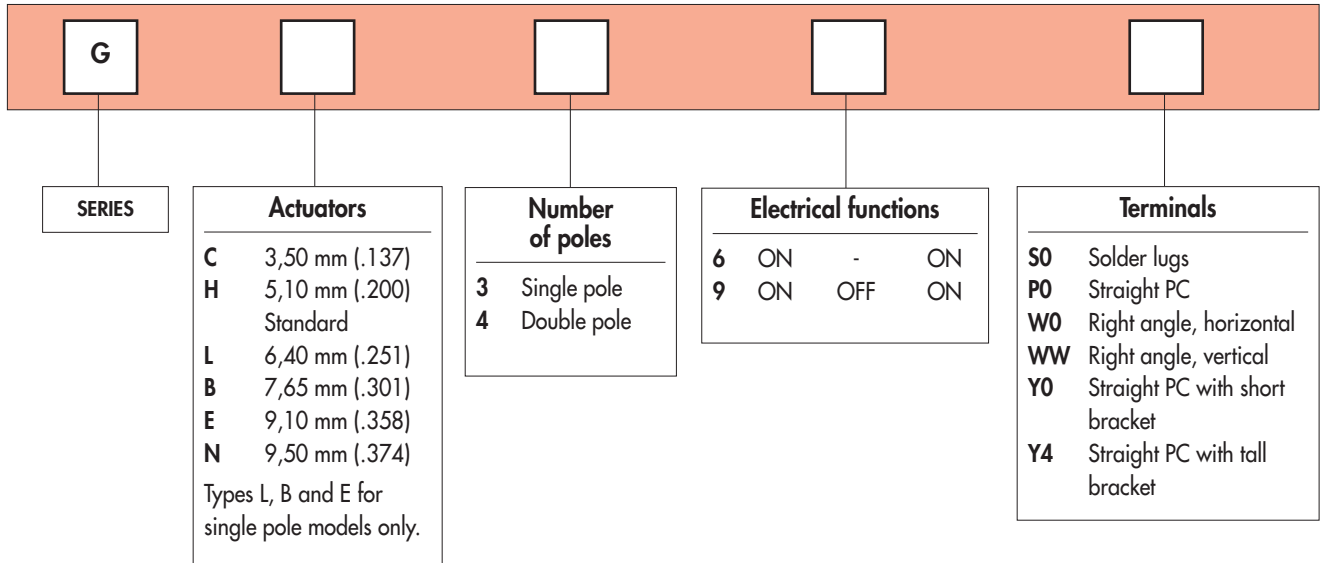 G
SERIES
Actuators
C 3,50 mm (.137)
H 5,10 mm (.200)
Standard
L 6,40 mm (.251)
B 7,65 mm (.301)
E 9,10 mm (.358)
N 9,50 mm (.374)
Types L, B and E for
single pole models only.
Number
of poles
3 Single pole
4 Double pole
Electrical functions
6 ON - ON
9 ON OFF ON
Terminals
S0 Solder lugs
P0 Straight PC
W0 Right angle, horizontal
WW Right angle, vertical
Y0 Straight PC with short
bracket
Y4 Straight PC with tall
bracket